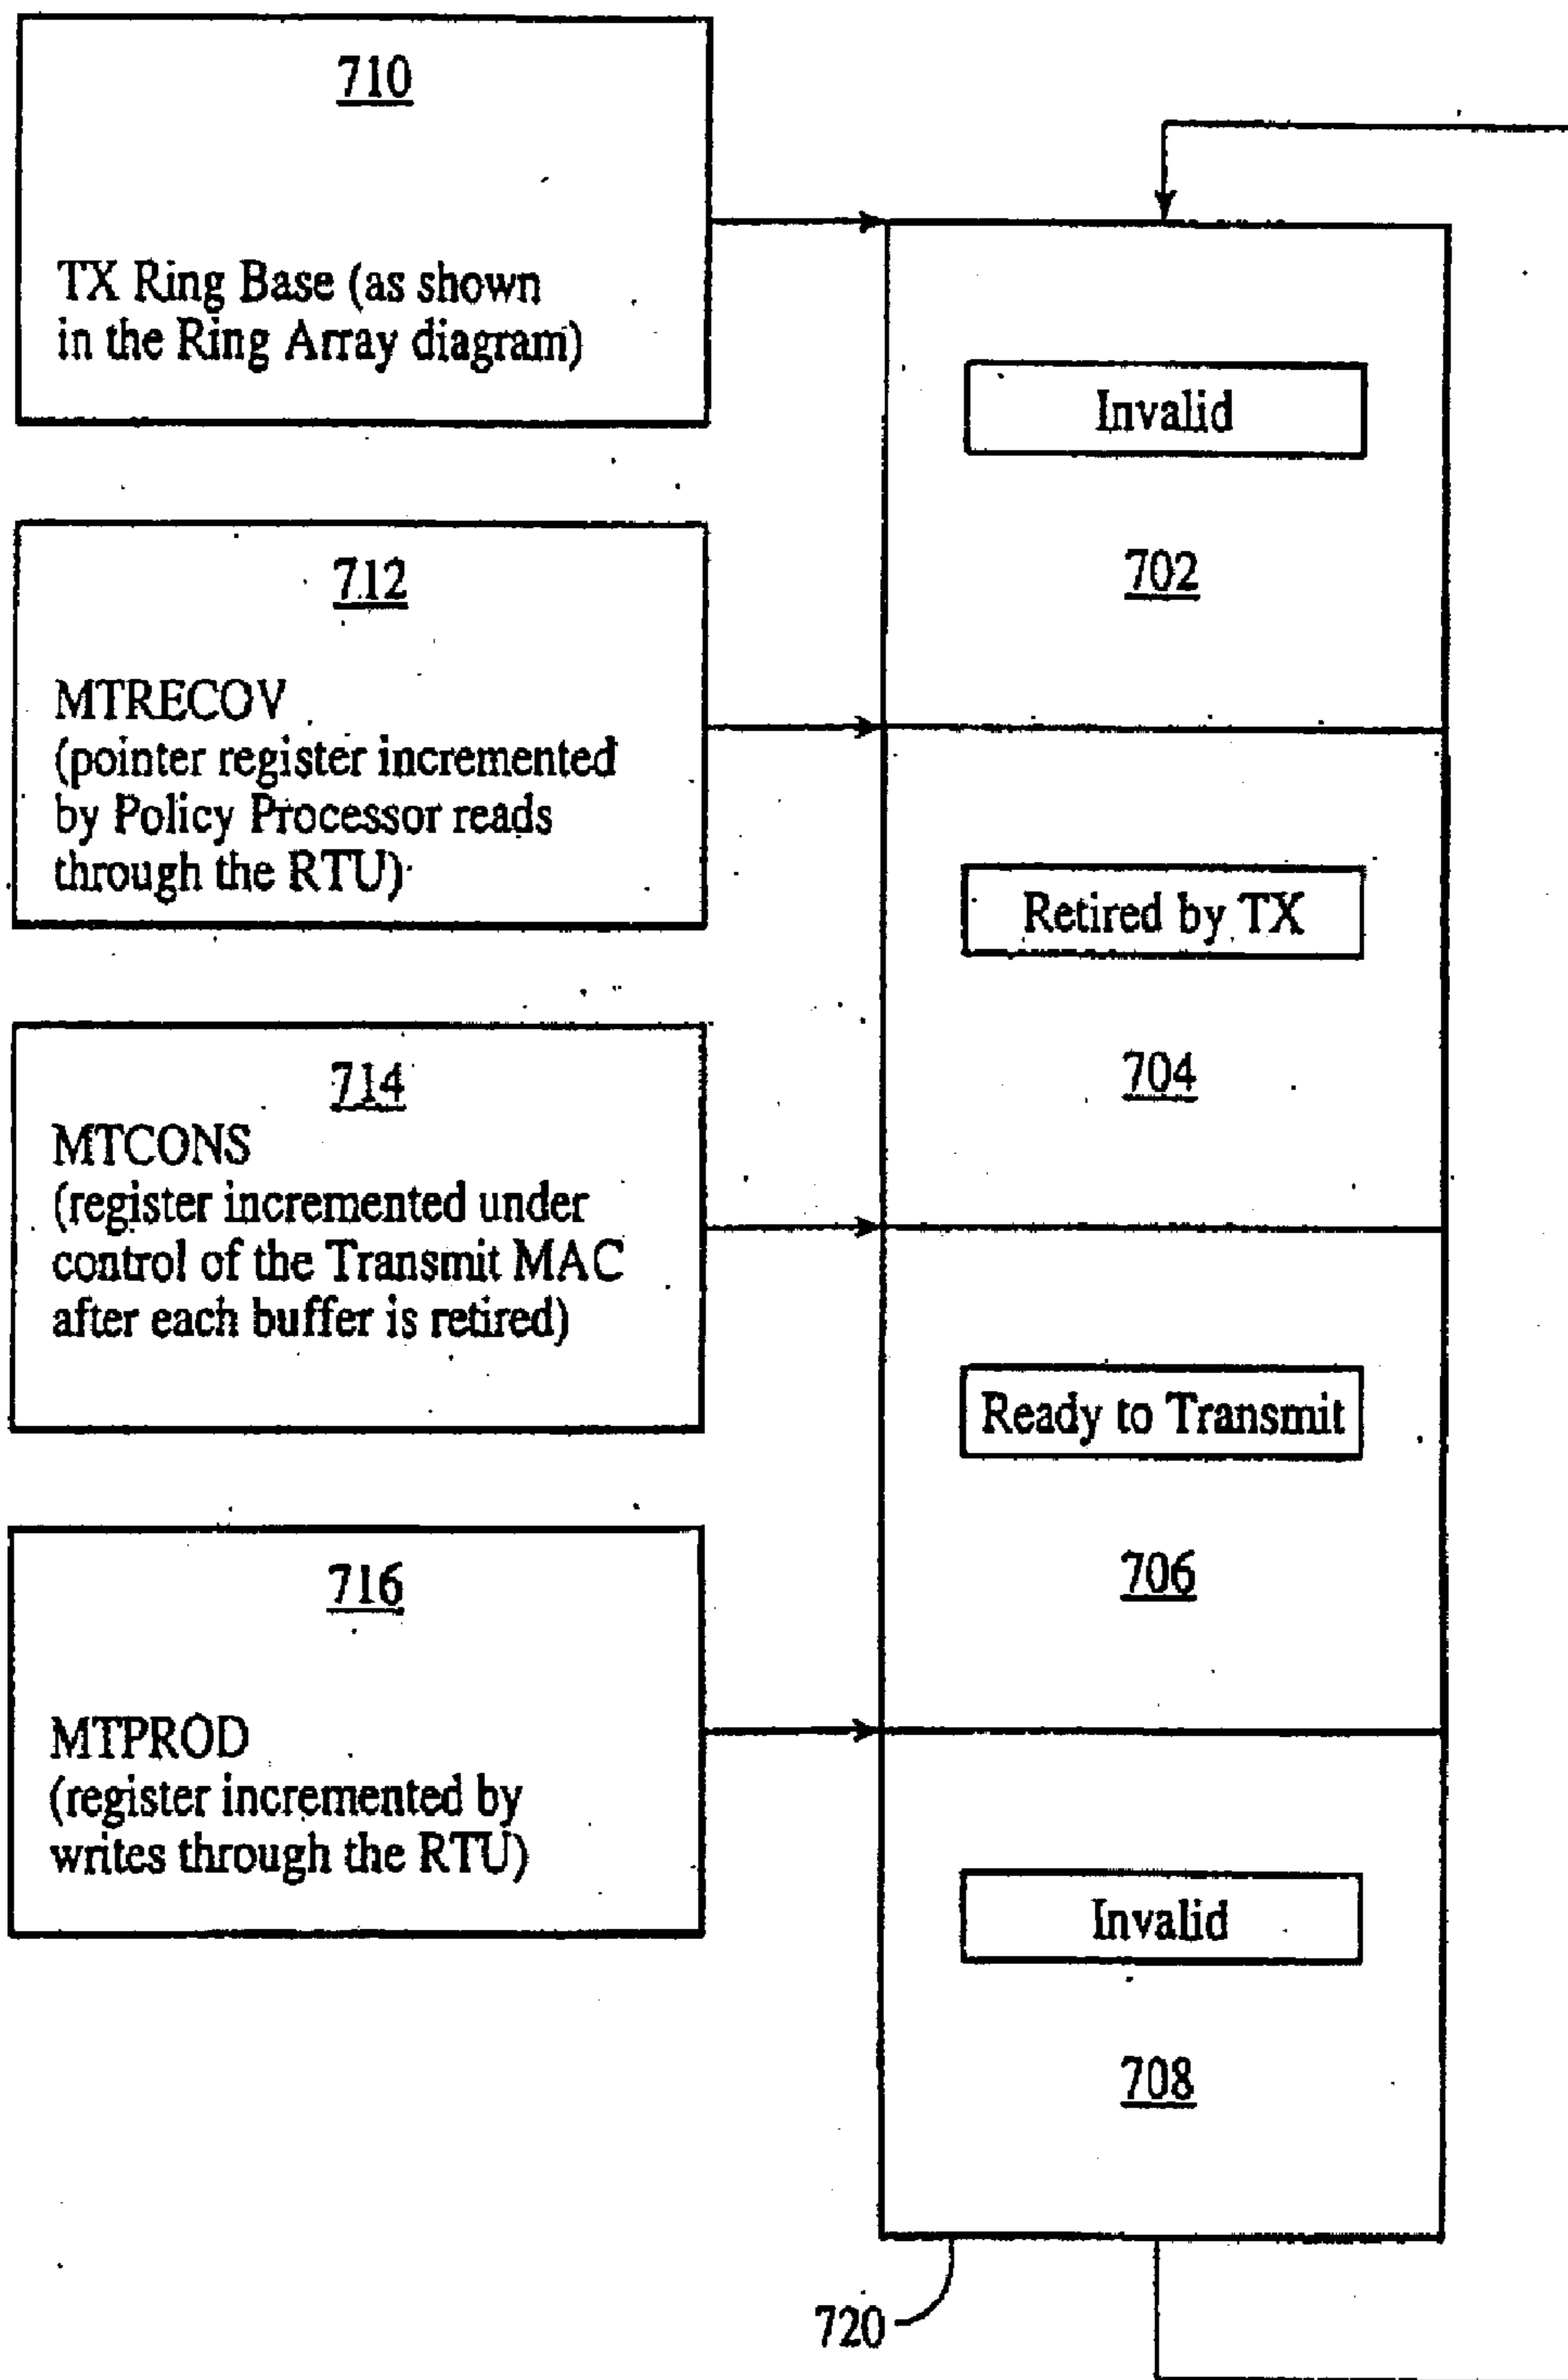 710
TX Ring Base (as shown
in the Ring Array diagram)
Invalid
702
712
MTRECOV
(pointer register incremented
by Policy Processor reads
through the RTU)
Retired by TX
704
714
MTCONS
(register incremented under
control of the Transmit MAC
after each buffer is retired)
Ready to Transmit
706
716
MTPROD
(register incremented by
writes through the RTU)
Invalid
708
720